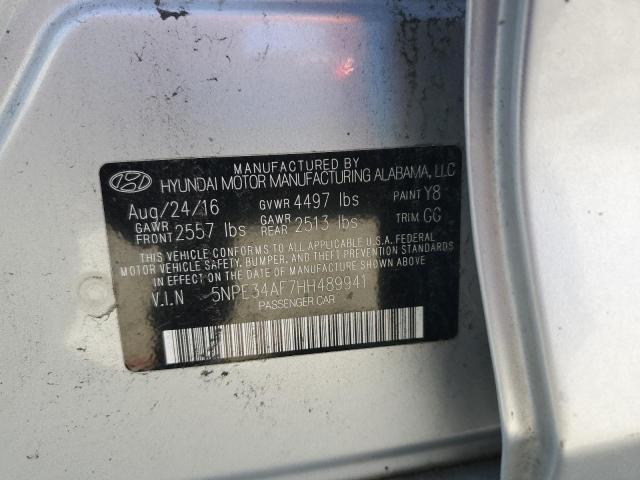 MANUFACTURED BY
HYUNDAI MOTOR MANUFACTURING ALABAMA, LLC
Aug/24/16 GVWR 4497 lbs PAINT Y8
GAWR FRONT 2557 lbs GAWR REAR 2513 lbs TRIM GG
THIS VEHICLE CONFORMS TO ALL APPLICABLE U.S.A. FEDERAL
MOTOR VEHICLE SAFETY, BUMPER, AND THEFT PREVENTION STANDARDS
IN EFFECT ON THE DATE OF MANUFACTURE SHOWN ABOVE.
V.I.N 5NPE34AF7HH489941
PASSENGER CAR